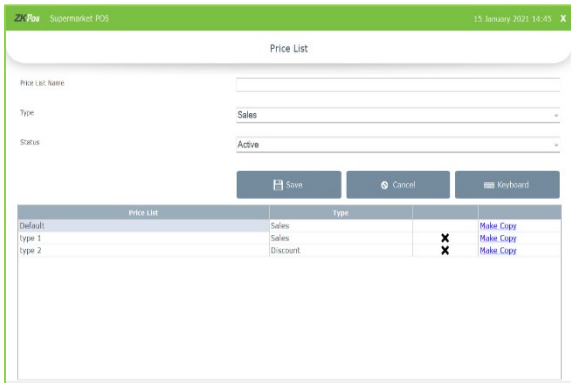 ZKPos Supermarket POS 15 January 2021 14:45 X
Price List
Price List Name
Type Sales
Status Active
Save Cancel Keyboard
Price List Type
Default Sales Make Copy
type 1 Sales X Make Copy
type 2 Discount X Make Copy